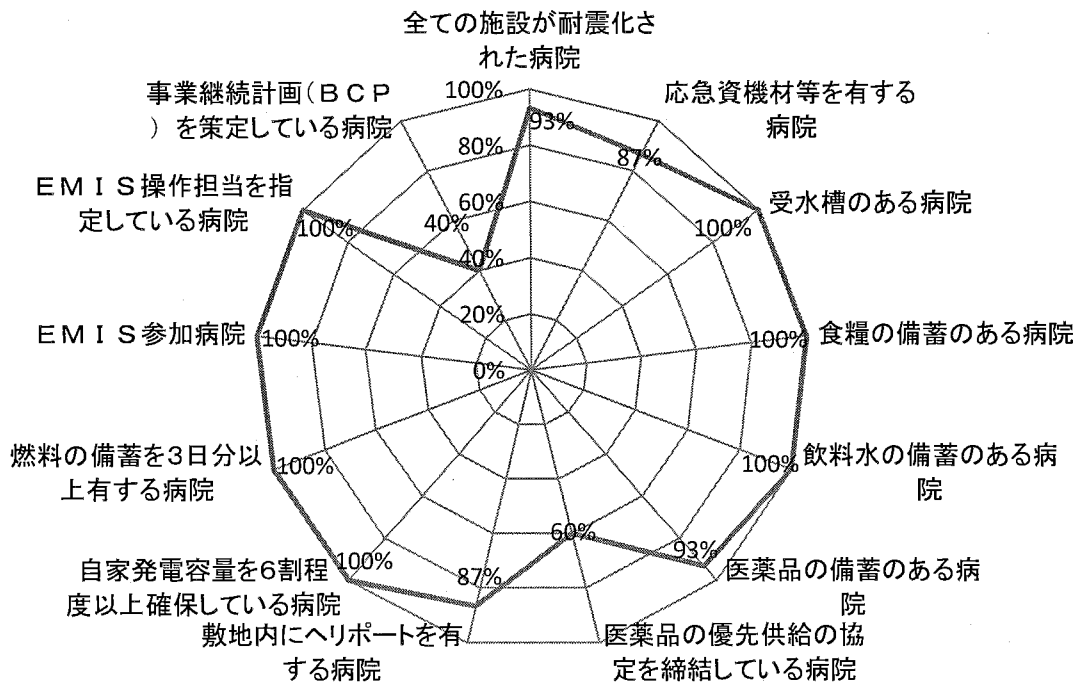 全ての施設が耐震化さ
れた病院
応急資機材等を有する
病院
受水槽のある病院
食糧の備蓄のある病院
飲料水の備蓄のある病
院
医薬品の備蓄のある病
院
医薬品の優先供給の協
定を締結している病院
敷地内にヘリポートを有
する病院
自家発電容量を6割程
度以上確保している病院
燃料の備蓄を3日分以
上有する病院
ＥＭＩＳ参加病院
ＥＭＩＳ操作担当を指
定している病院
事業継続計画（ＢＣＰ
）を策定している病院
100%
80%
60%
40%
20%
0%
93%
87%
100%
100%
100%
93%
60%
87%
100%
100%
100%
100%
40%